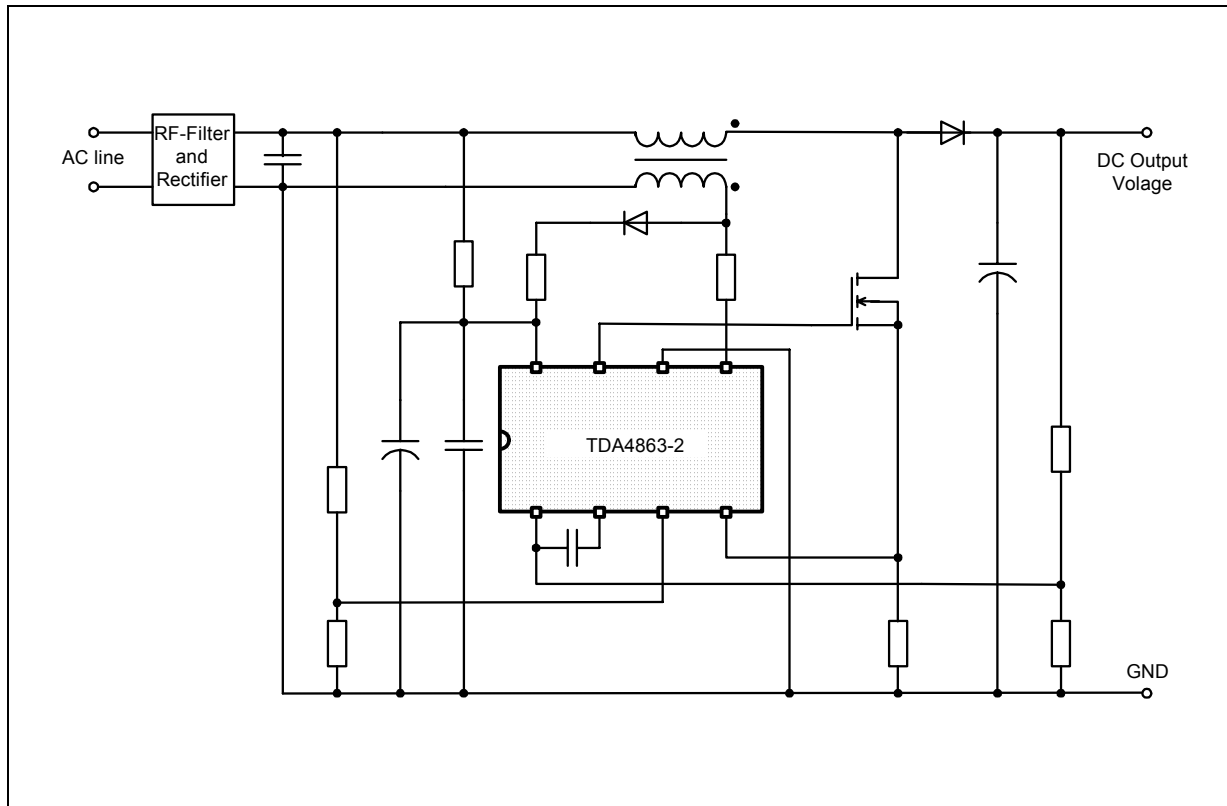 AC line
RF-Filter
and
Rectifier
DC Output
Volage
TDA4863-2
GND